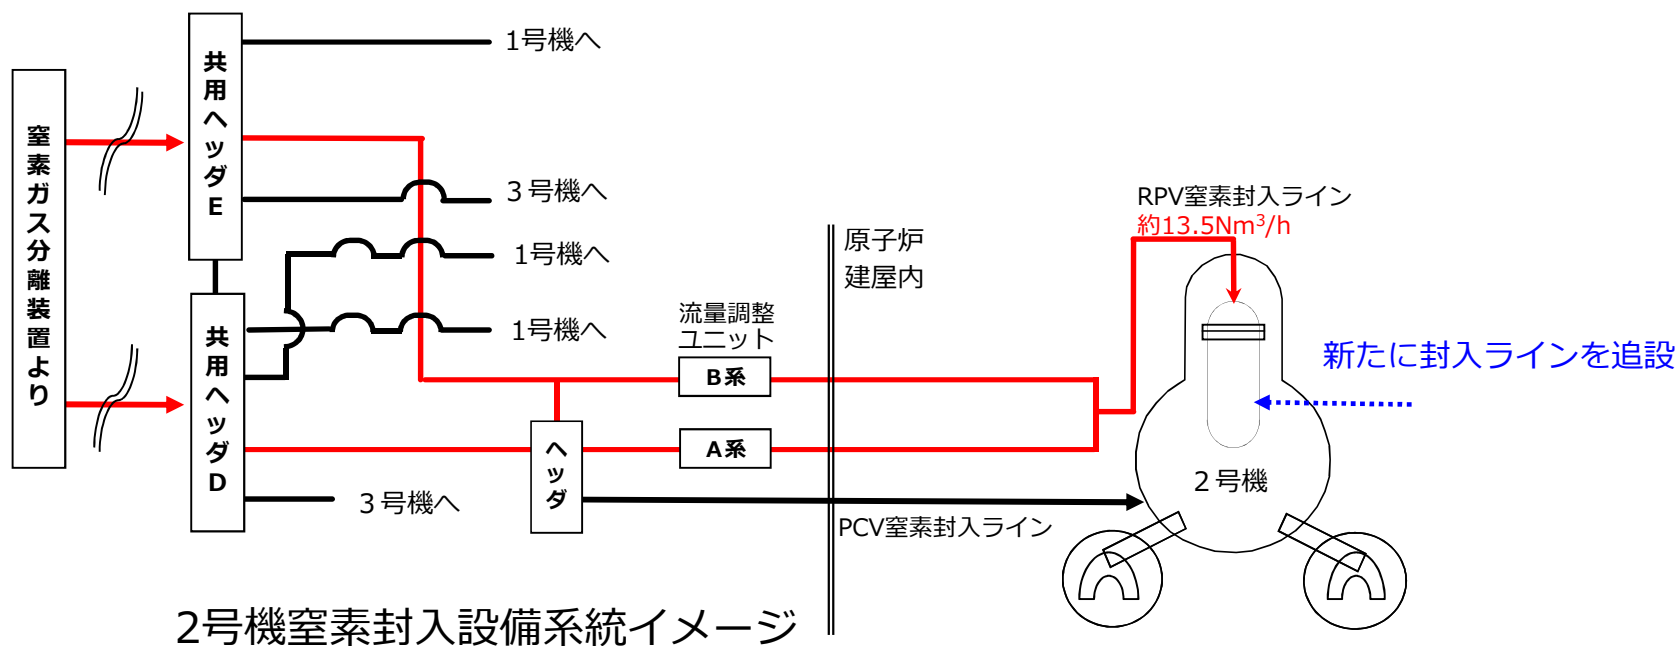 窒素ガス分離装置より
共用ヘッダE
共用ヘッダD
1号機へ
３号機へ
1号機へ
1号機へ
３号機へ
ヘッダ
流量調整
ユニット
B系
A系
原子炉
建屋内
PCV窒素封入ライン
RPV窒素封入ライン
約13.5Nm³/h
新たに封入ラインを追設
２号機
2号機窒素封入設備系統イメージ